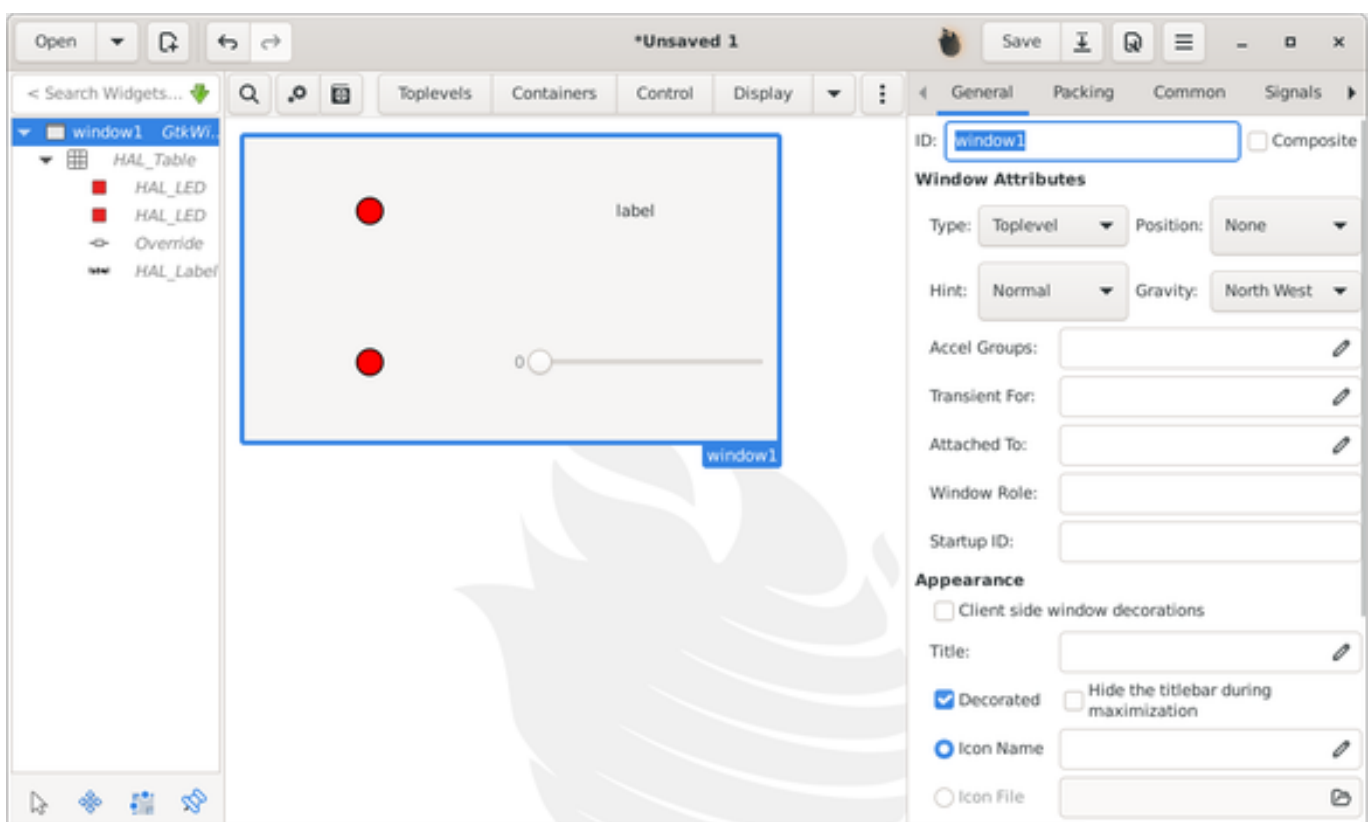 Open
*Unsaved 1
Save
< Search Widgets...
Toplevels Containers Control Display
General Packing Common Signals
window1 GtkWi..
HAL_Table
HAL_LED
HAL_LED
Override
HAL_Label
label
0
window1
ID: window1 Composite
Window Attributes
Type: Toplevel Position: None
Hint: Normal Gravity: North West
Accel Groups:
Transient For:
Attached To:
Window Role:
Startup ID:
Appearance
Client side window decorations
Title:
Decorated Hide the titlebar during
maximization
Icon Name
Icon File